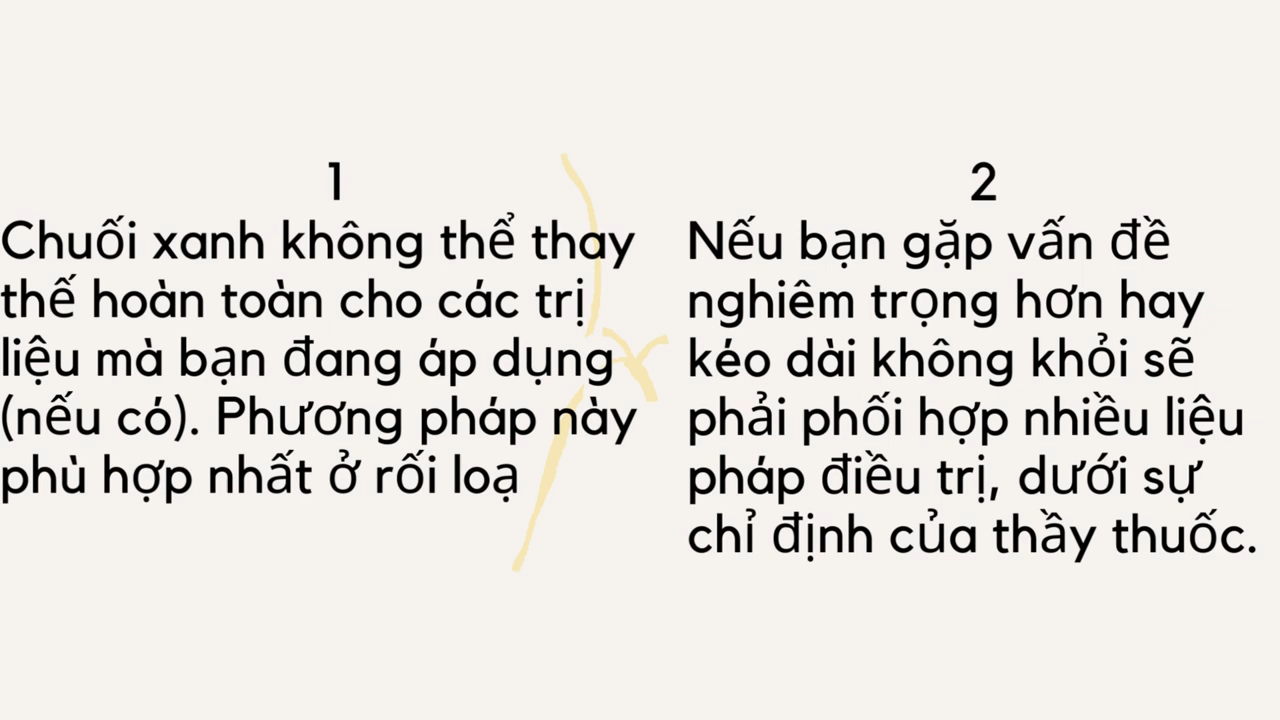 1
Chuối xanh không thể thay
thế hoàn toàn cho các trị
liệu mà bạn đang áp dụng
(nếu có). Phương pháp này
phù hợp nhất ở rối loạ
2
Nếu bạn gặp vấn đề
nghiêm trọng hơn hay
kéo dài không khỏi sẽ
phải phối hợp nhiều liệu
pháp điều trị, dưới sự
chỉ định của thầy thuốc.